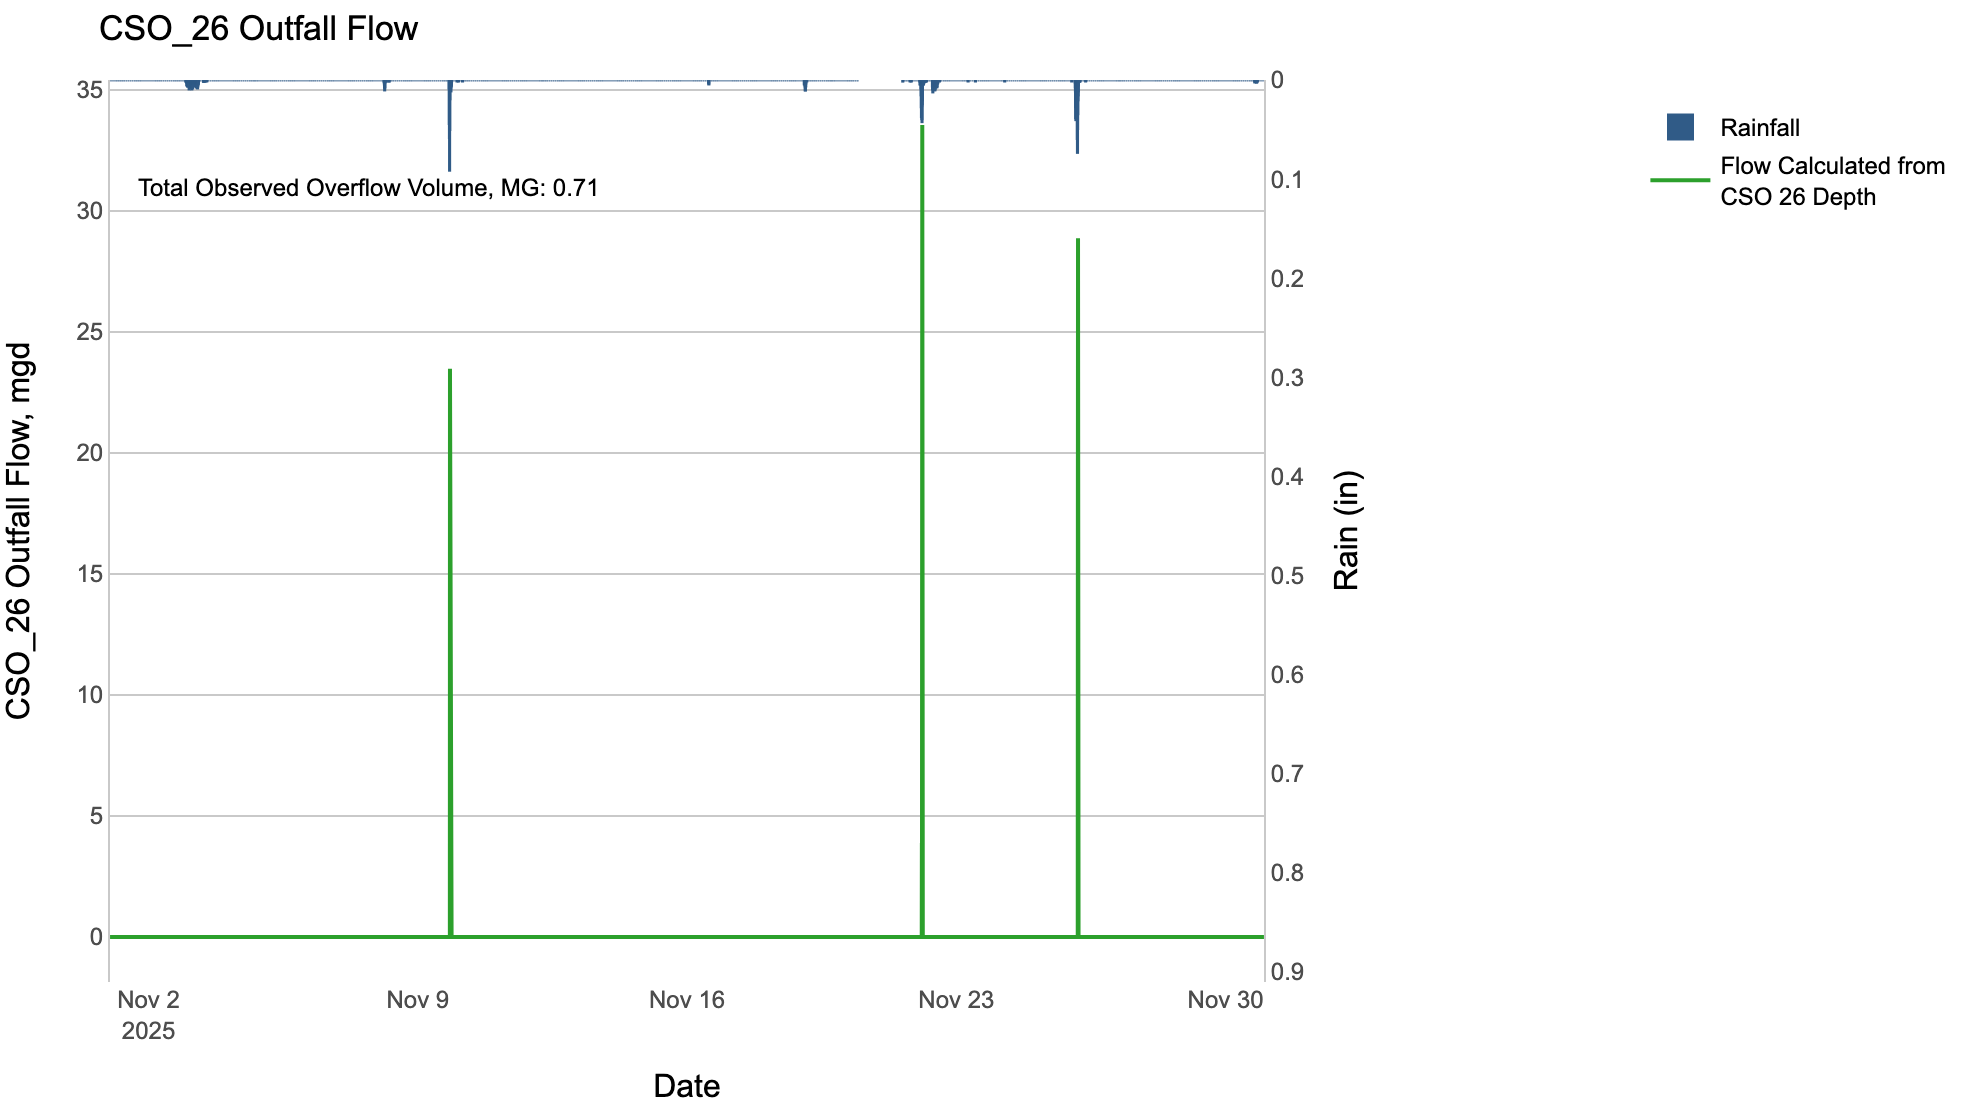 CSO_26 Outfall Flow
Total Observed Overflow Volume, MG: 0.71
CSO_26 Outfall Flow, mgd
35
30
25
20
15
10
5
0
0
0.1
0.2
0.3
0.4
0.5
0.6
0.7
0.8
0.9
Rain (in)
Nov 2
2025
Nov 9
Nov 16
Nov 23
Nov 30
Date
Rainfall
Flow Calculated from
CSO 26 Depth